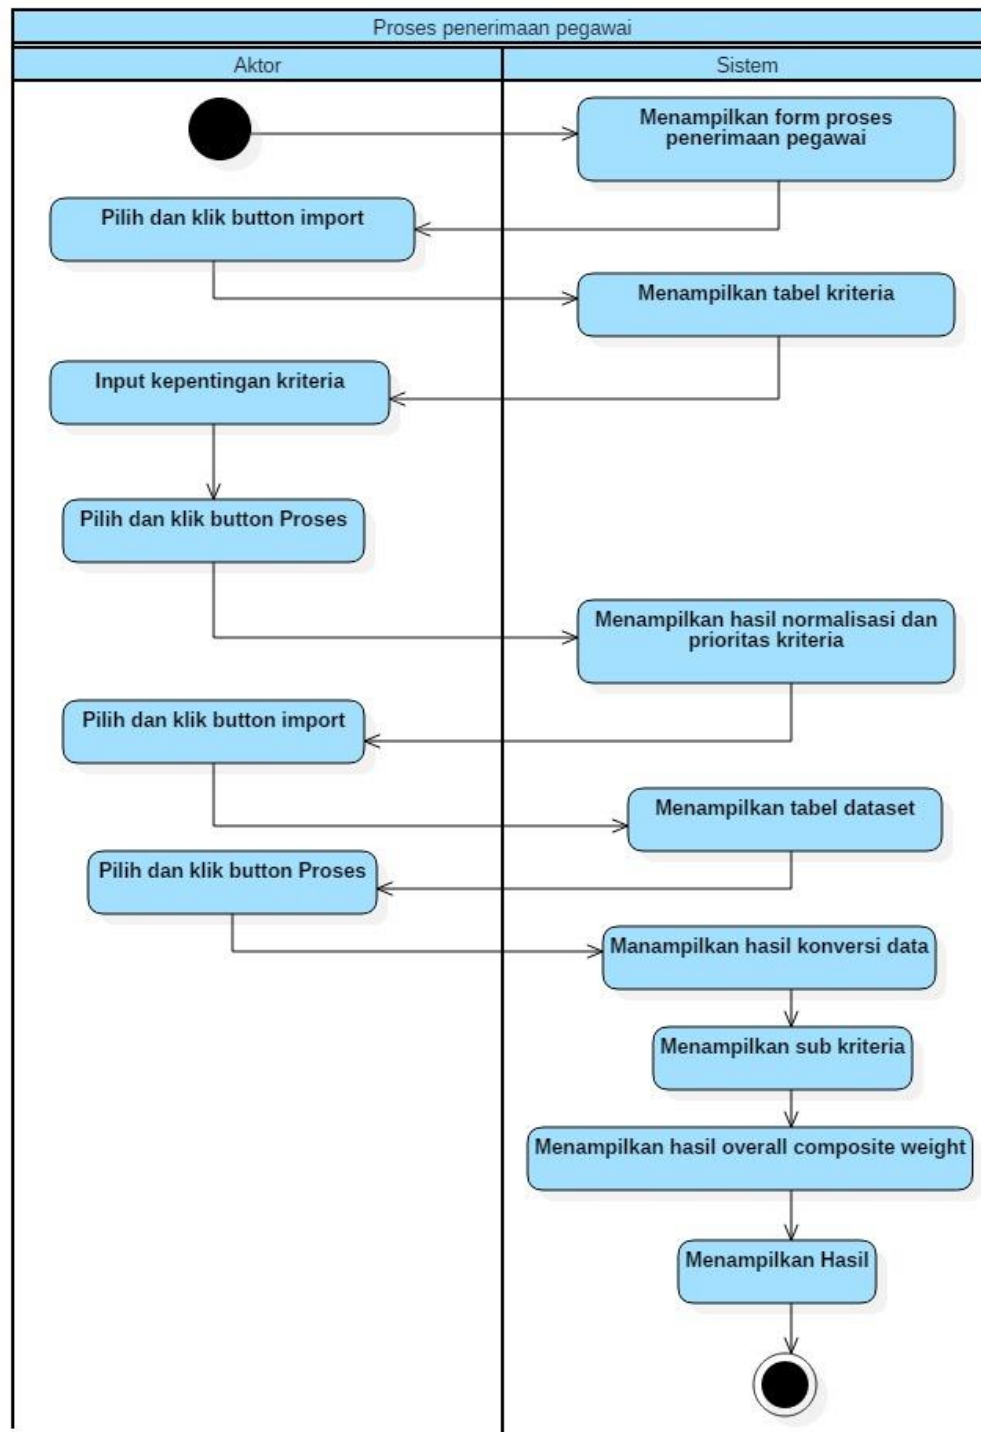 Proses penerimaan pegawai
Aktor
Sistem
Menampilkan form proses
penerimaan pegawai
Pilih dan klik button import
Menampilkan tabel kriteria
Input kepentingan kriteria
Pilih dan klik button Proses
Menampilkan hasil normalisasi dan
prioritas kriteria
Pilih dan klik button import
Menampilkan tabel dataset
Pilih dan klik button Proses
Manampilkan hasil konversi data
Menampilkan sub kriteria
Menampilkan hasil overall composite weight
Menampilkan Hasil